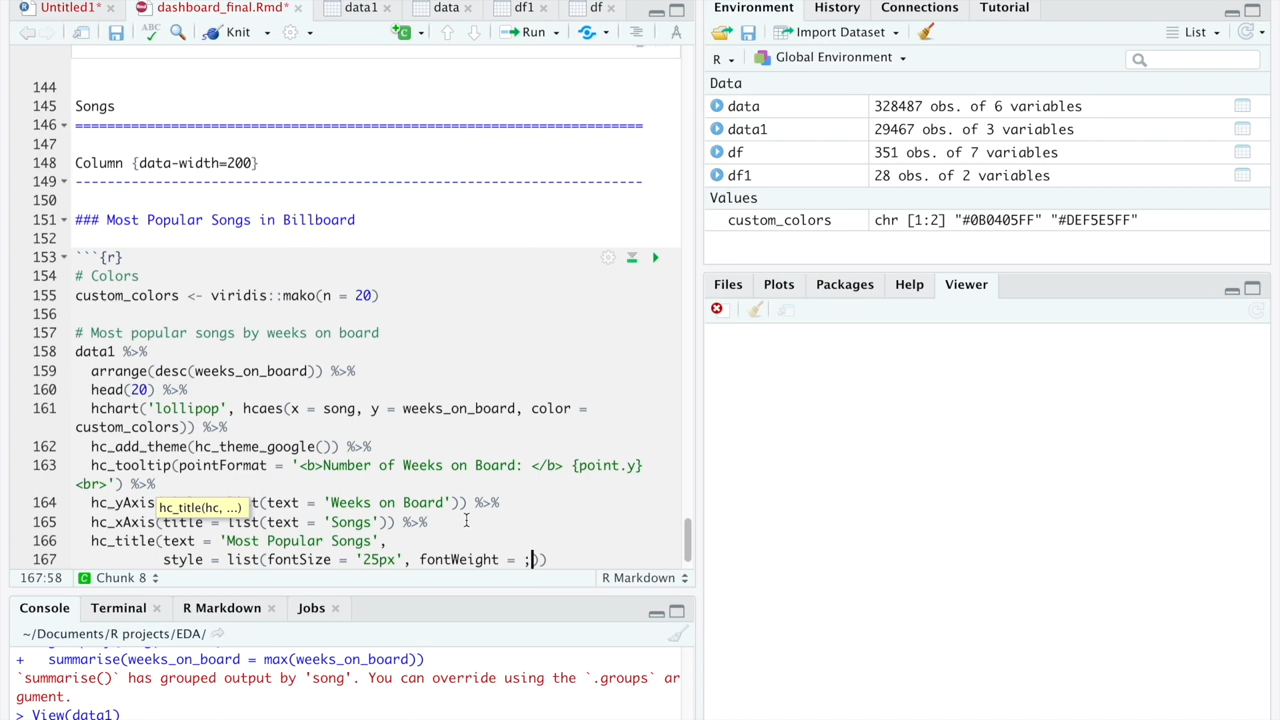 Untitled1* × dashboard_final.Rmd* × data1 × data × df1 × df ×
ABC Knit Run
144
145 Songs
146 =======================================================================
147
148 Column {data-width=200}
149 -----------------------------------------------------------------------
150
151 ### Most Popular Songs in Billboard
152
153 ```{r}
154 # Colors
155 custom_colors <- viridis::mako(n = 20)
156
157 # Most popular songs by weeks on board
158 data1 %>%
159 arrange(desc(weeks_on_board)) %>%
160 head(20) %>%
161 hchart('lollipop', hcaes(x = song, y = weeks_on_board, color =
custom_colors)) %>%
162 hc_add_theme(hc_theme_google()) %>%
163 hc_tooltip(pointFormat = '<b>Number of Weeks on Board: </b> {point.y}
<br>') %>%
164 hc_yAxis t(text = 'Weeks on Board')) %>%
hc_title(hc, ...)
165 hc_xAxis(title = list(text = 'Songs')) %>%
166 hc_title(text = 'Most Popular Songs',
167 style = list(fontSize = '25px', fontWeight = ;))
167:58 Chunk 8 R Markdown
Console Terminal × R Markdown × Jobs ×
~/Documents/R projects/EDA/
+ summarise(weeks_on_board = max(weeks_on_board))
`summarise()` has grouped output by 'song'. You can override using the `.groups` ar
gument.
> View(data1)
Environment History Connections Tutorial
Import Dataset List
R Global Environment
Data
data 328487 obs. of 6 variables
data1 29467 obs. of 3 variables
df 351 obs. of 7 variables
df1 28 obs. of 2 variables
Values
custom_colors chr [1:2] "#0B0405FF" "#DEF5E5FF"
Files Plots Packages Help Viewer